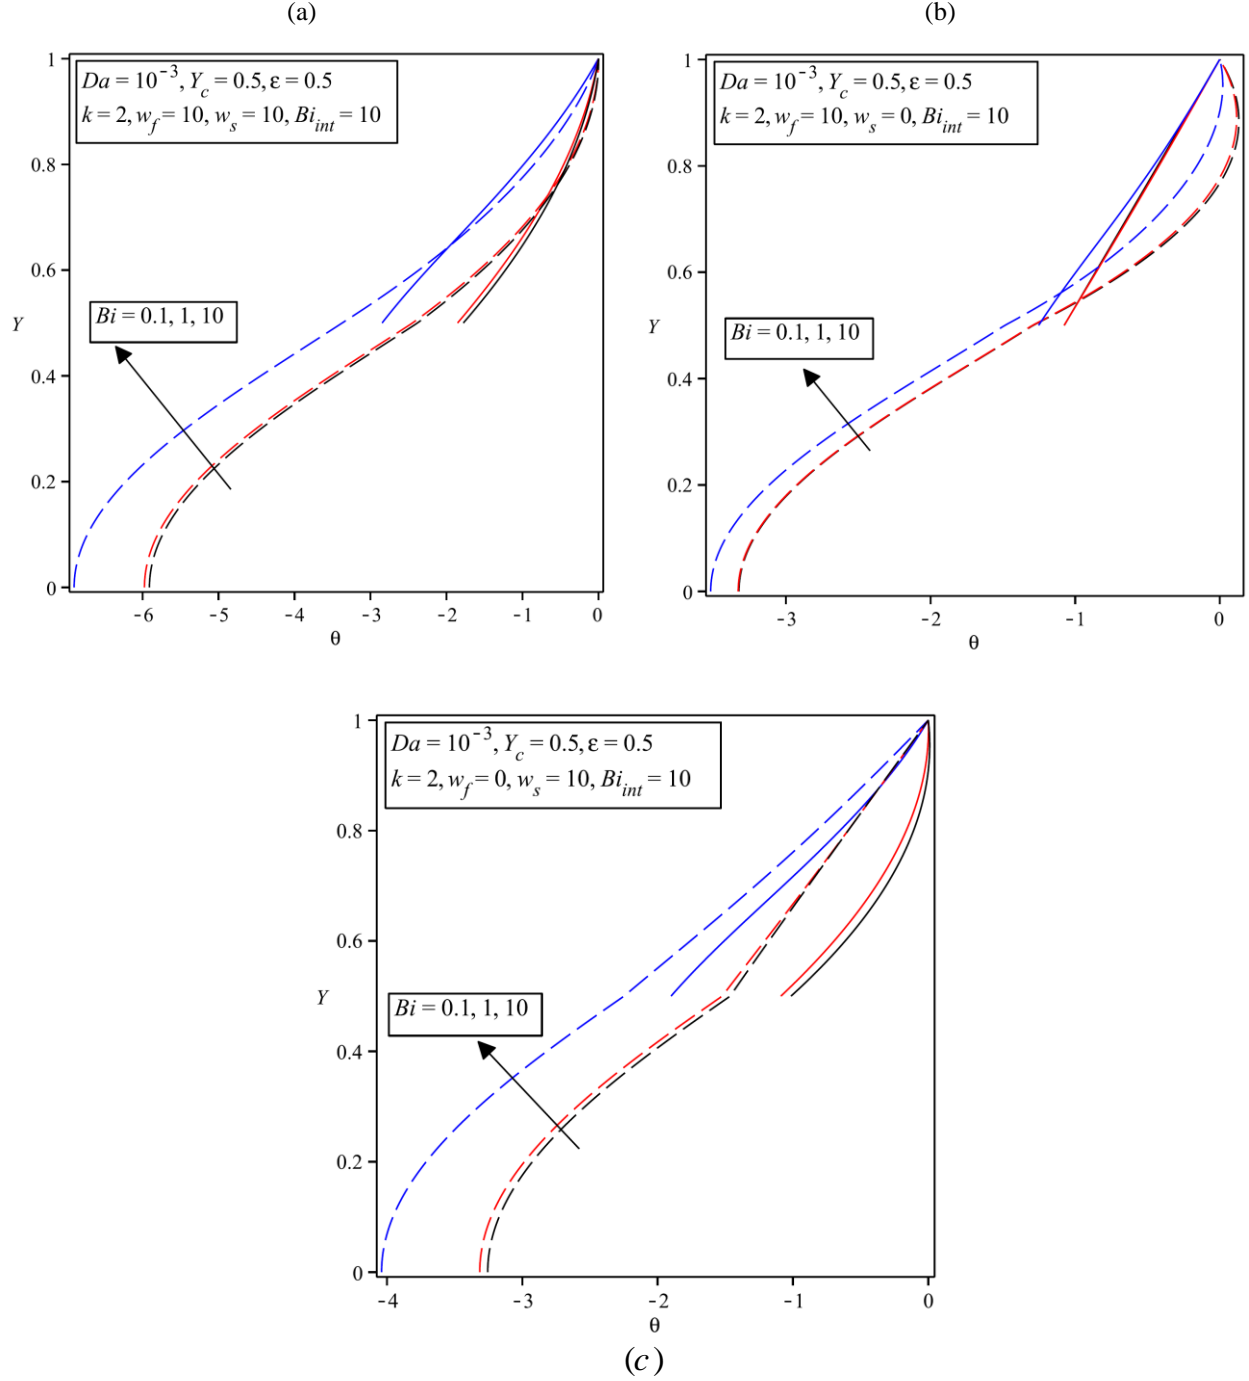 (a)
(b)
Da = 10⁻³, Y_c = 0.5, ε = 0.5
k = 2, w_f = 10, w_s = 10, Bi_int = 10
Bi = 0.1, 1, 10
Y
1
0.8
0.6
0.4
0.2
0
-6 -5 -4 -3 -2 -1 0
θ
Da = 10⁻³, Y_c = 0.5, ε = 0.5
k = 2, w_f = 10, w_s = 0, Bi_int = 10
Bi = 0.1, 1, 10
Y
1
0.8
0.6
0.4
0.2
0
-3 -2 -1 0
θ
Da = 10⁻³, Y_c = 0.5, ε = 0.5
k = 2, w_f = 0, w_s = 10, Bi_int = 10
Bi = 0.1, 1, 10
Y
1
0.8
0.6
0.4
0.2
0
-4 -3 -2 -1 0
θ
(c)